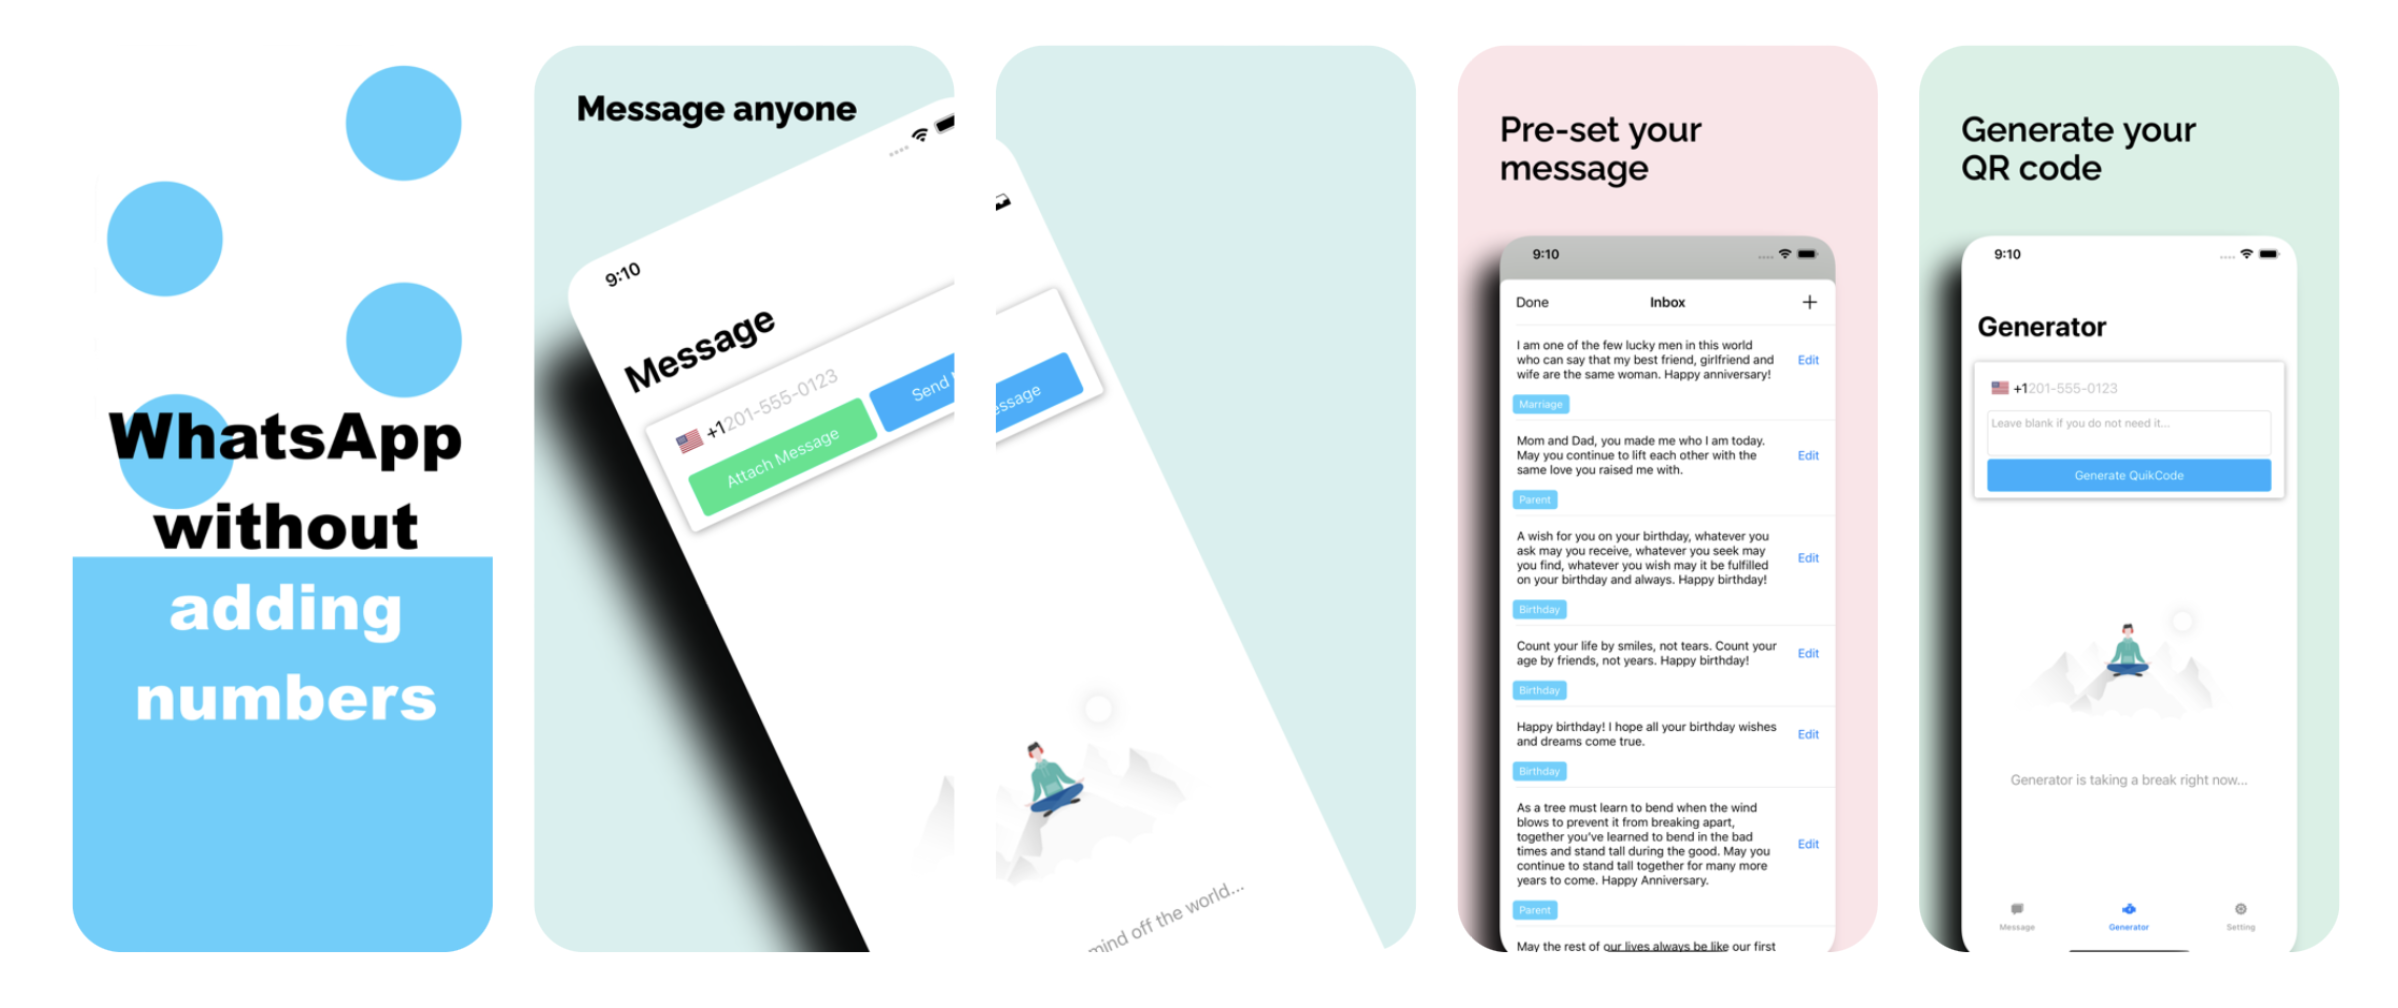 WhatsApp
without
adding
numbers
Message anyone
9:10
Message
+1201-555-0123
Attach Message
Send
mind off the world...
Pre-set your
message
9:10
Done
Inbox
+
I am one of the few lucky men in this world
who can say that my best friend, girlfriend and
wife are the same woman. Happy anniversary!
Edit
Marriage
Mom and Dad, you made me who I am today.
May you continue to lift each other with the
same love you raised me with.
Edit
Parent
A wish for you on your birthday, whatever you
ask may you receive, whatever you seek may
you find, whatever you wish may it be fulfilled
on your birthday and always. Happy birthday!
Edit
Birthday
Count your life by smiles, not tears. Count your
age by friends, not years. Happy birthday!
Edit
Birthday
Happy birthday! I hope all your birthday wishes
and dreams come true.
Edit
Birthday
As a tree must learn to bend when the wind
blows to prevent it from breaking apart,
together you've learned to bend in the bad
times and stand tall during the good. May you
continue to stand tall together for many more
years to come. Happy Anniversary.
Edit
Parent
May the rest of our lives always be like our first
Generate your
QR code
9:10
Generator
+1201-555-0123
Leave blank if you do not need it...
Generate QuikCode
Generator is taking a break right now...
Message
Generator
Setting